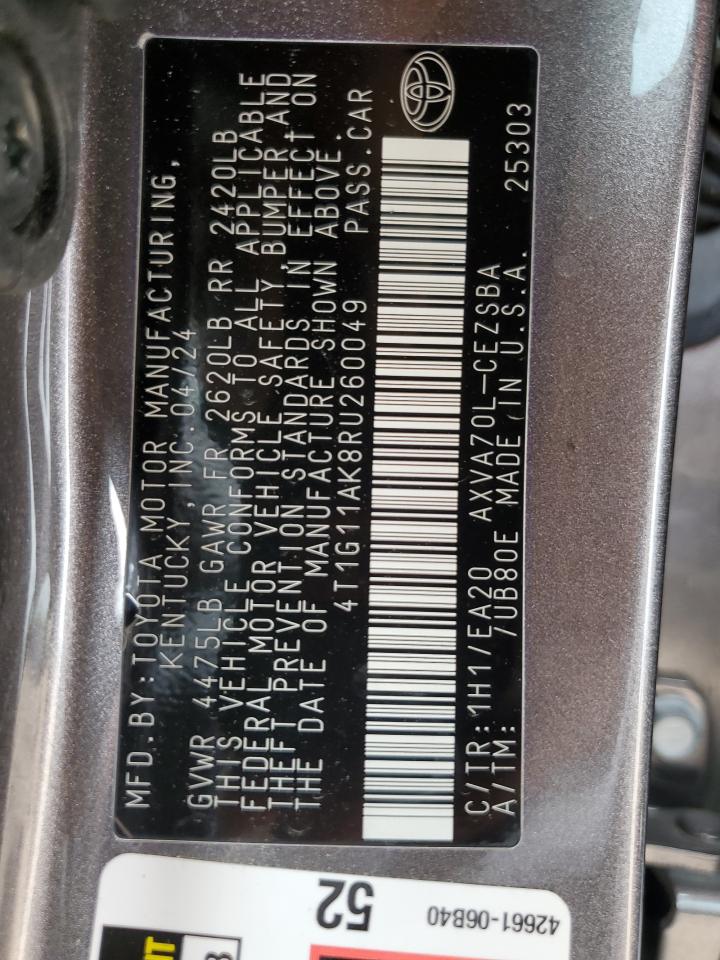 MFD.BY:TOYOTA MOTOR MANUFACTURING,
KENTUCKY,INC.04/24
GVWR 4475LB GAWR FR 2620LB RR 2420LB
THIS VEHICLE CONFORMS TO ALL APPLICABLE
FEDERAL MOTOR VEHICLE SAFETY,BUMPER AND
THEFT PREVENTION STANDARDS IN EFFECT ON
THE DATE OF MANUFACTURE SHOWN ABOVE.
4T1G11AK8RU260049 PASS.CAR
C/TR:1H1/EA20 AXVA70L-CEZSBA
A/TM: /UB80E MADE IN U.S.A. 25303
52
42661-06B40